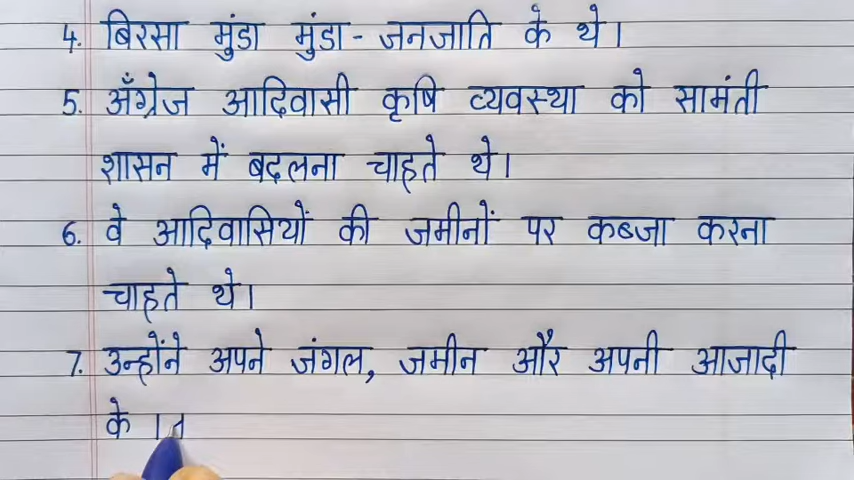 4. बिरसा मुंडा मुंडा - जनजाति के थे।
5. अँग्रेज आदिवासी कृषि व्यवस्था को सामंती
शासन में बदलना चाहते थे।
6. वे आदिवासियों की जमीनों पर कब्जा करना
चाहते थे।
7. उन्होंने अपने जंगल, जमीन और अपनी आजादी
के